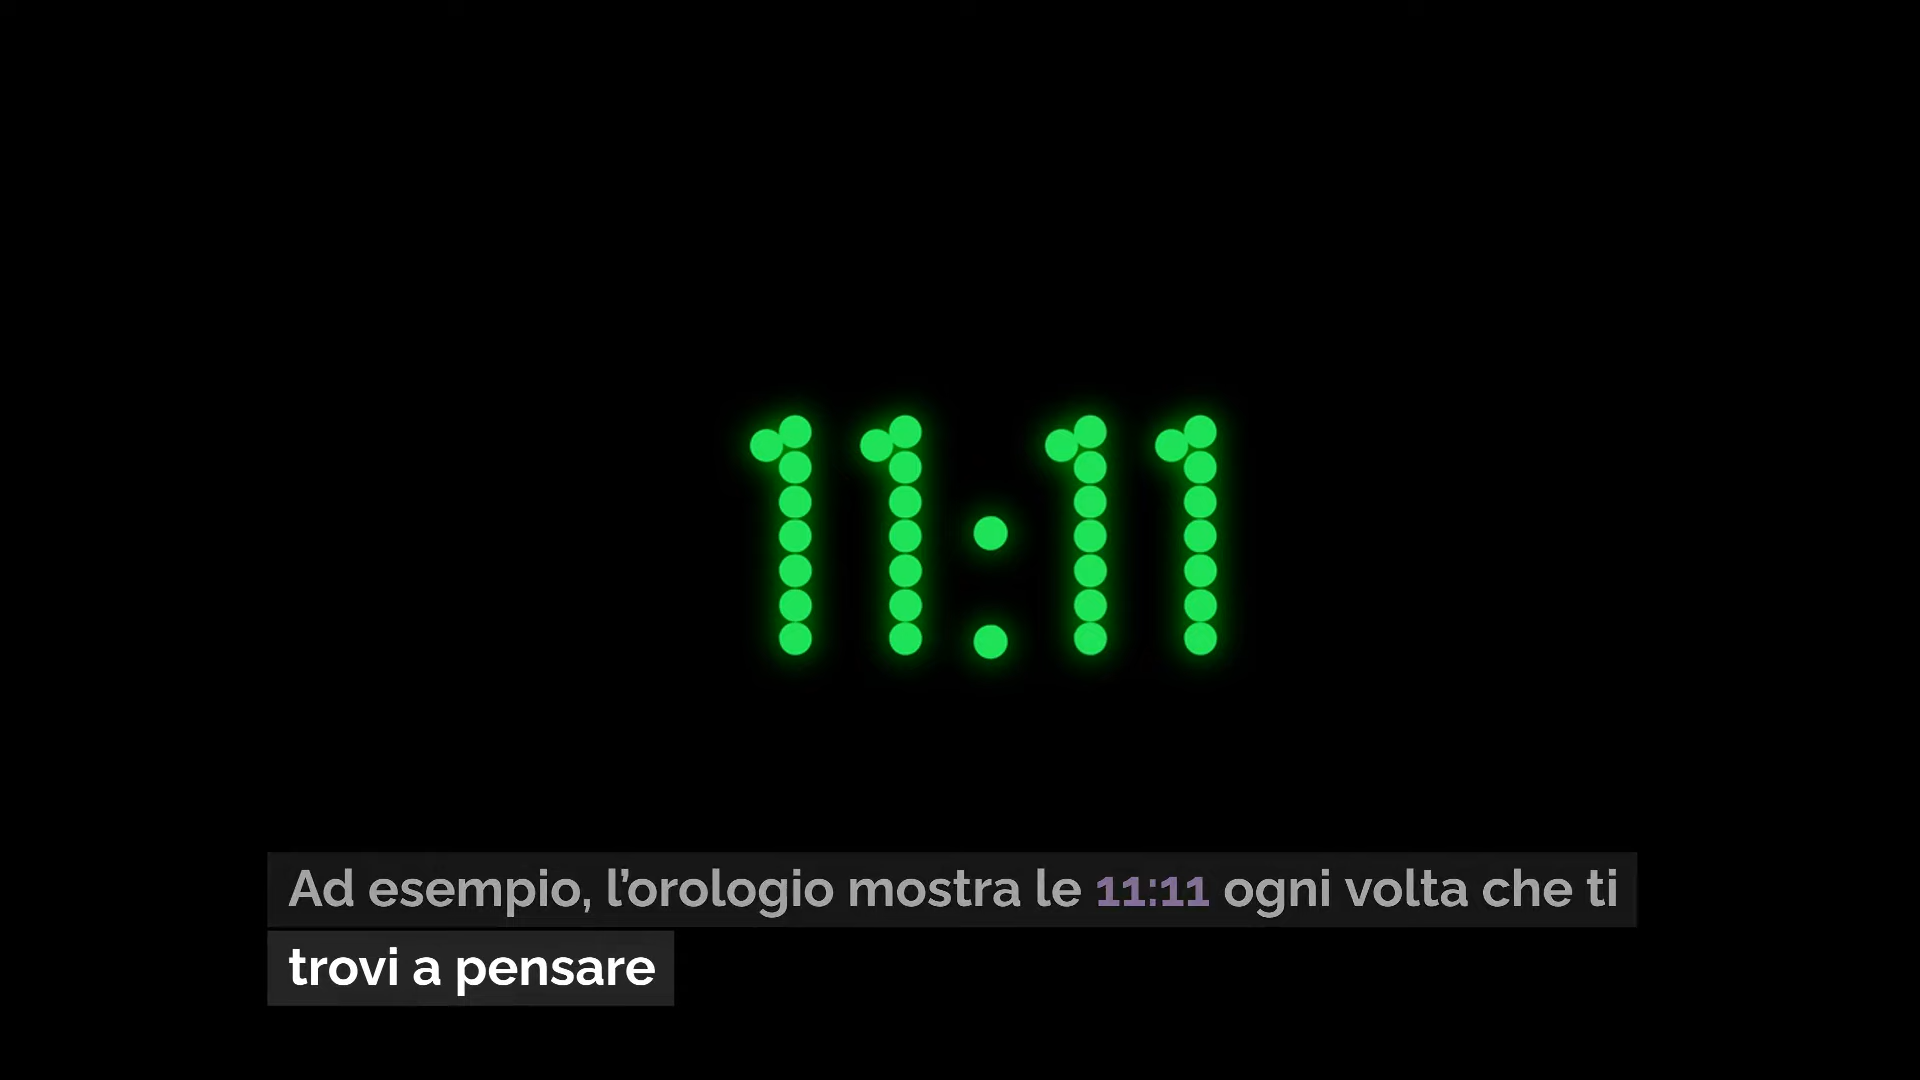 11:11
Ad esempio, l’orologio mostra le 11:11 ogni volta che ti
trovi a pensare